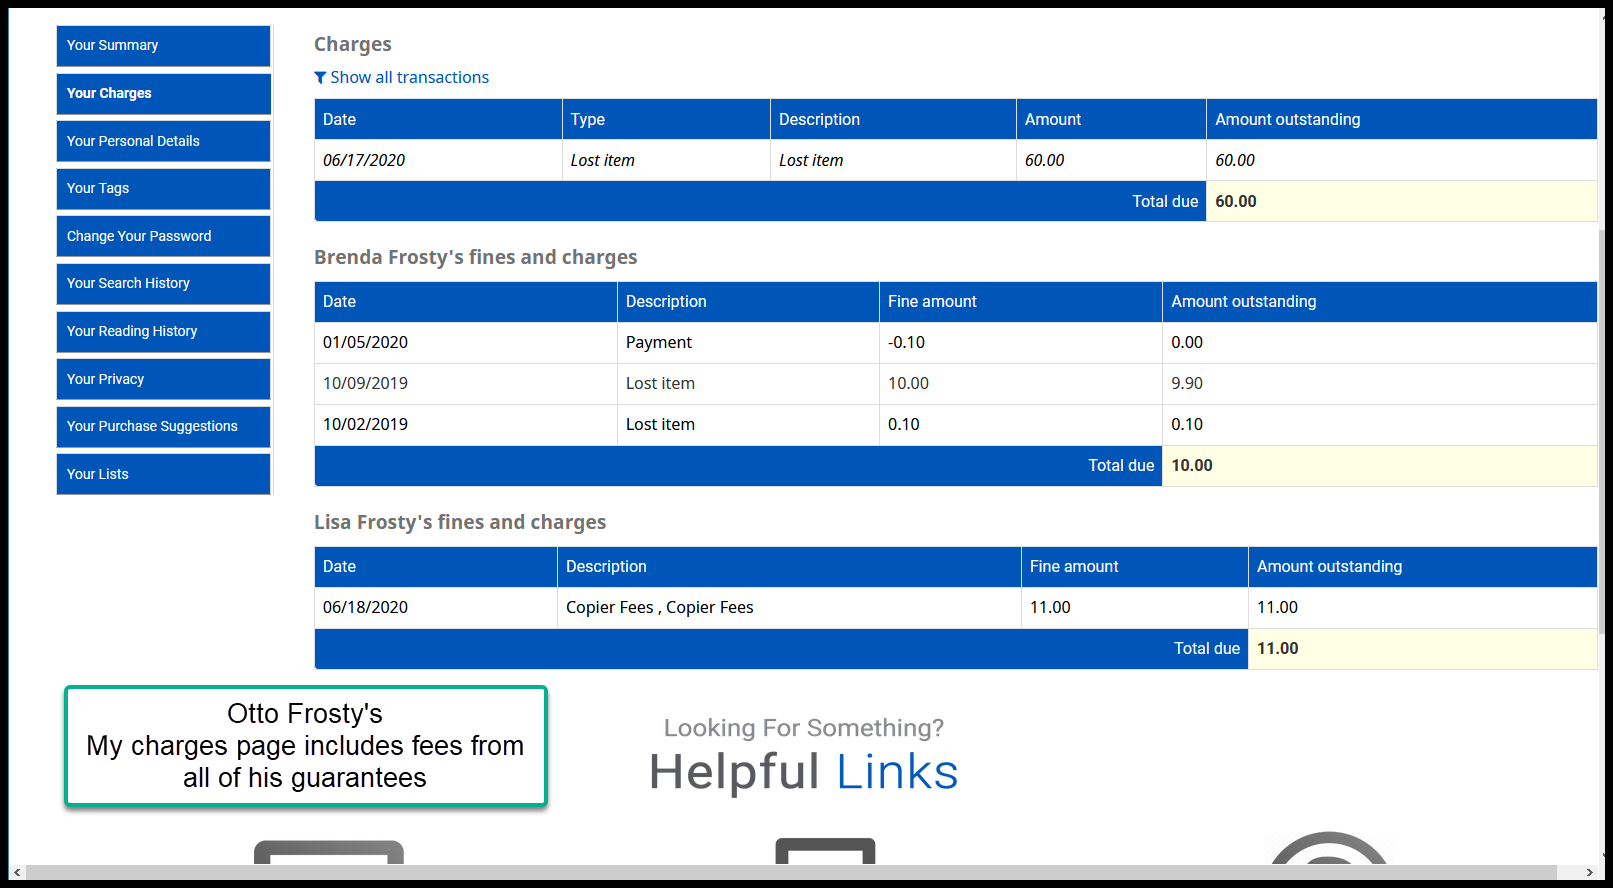 Your Summary
Your Charges
Your Personal Details
Your Tags
Change Your Password
Your Search History
Your Reading History
Your Privacy
Your Purchase Suggestions
Your Lists
Charges
Show all transactions
Date Type Description Amount Amount outstanding
06/17/2020 Lost item Lost item 60.00 60.00
Total due 60.00
Brenda Frosty's fines and charges
Date Description Fine amount Amount outstanding
01/05/2020 Payment -0.10 0.00
10/09/2019 Lost item 10.00 9.90
10/02/2019 Lost item 0.10 0.10
Total due 10.00
Lisa Frosty's fines and charges
Date Description Fine amount Amount outstanding
06/18/2020 Copier Fees , Copier Fees 11.00 11.00
Total due 11.00
Otto Frosty's
My charges page includes fees from
all of his guarantees
Looking For Something?
Helpful Links